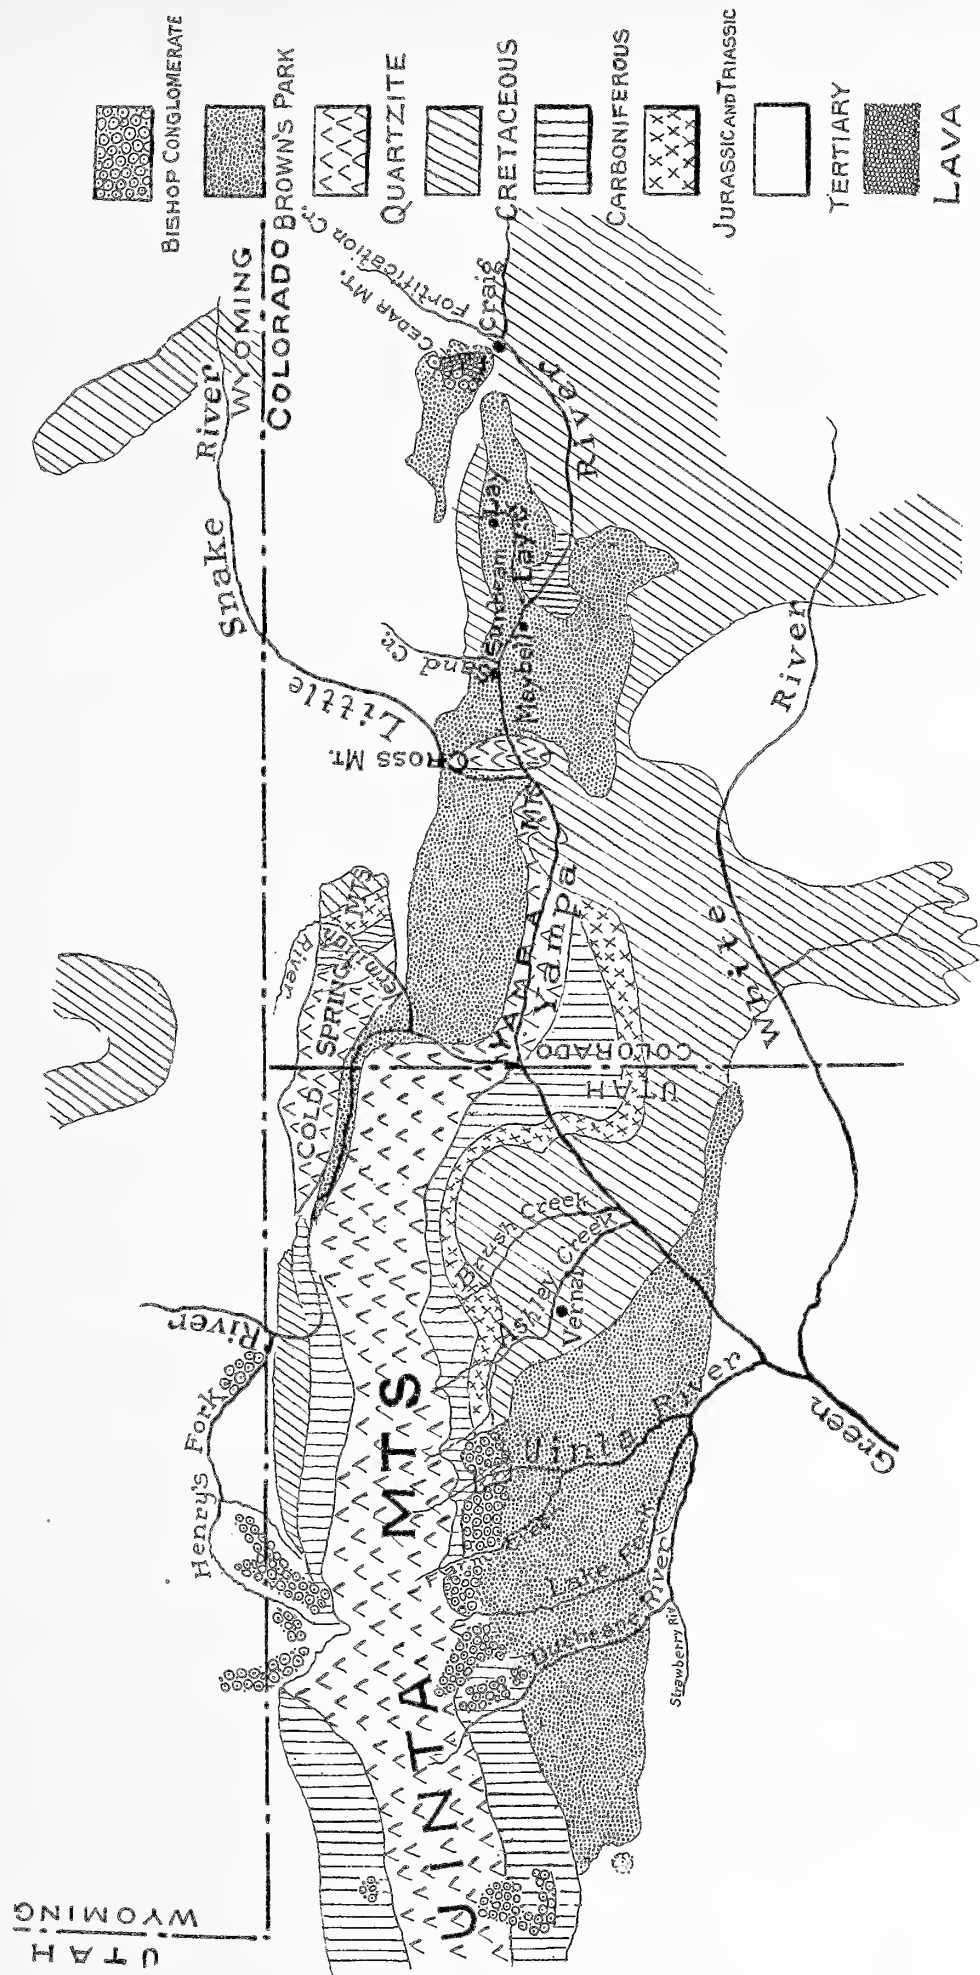 UTAH
WYOMING
UINTA MTS
Henry's Fork
River
WYOMING
COLORADO
Snake River
Little
COLD SPRING MTS
Vermilion
River
CROSS MT.
Sand Cr.
CEDAR MT.
Fortification Cr.
Craig
Lay
Lay Cr.
Sunbeam
Maybell
River
YAMPA MT.
Yampa
COLORADO
UTAH
Brush Creek
Ashley Creek
Vernal
Uinta River
Lake Fork
Duchesne River
Strawberry Riv
Green
White
River
BISHOP CONGLOMERATE
BROWN'S PARK
QUARTZITE
CRETACEOUS
CARBONIFEROUS
JURASSIC AND TRIASSIC
TERTIARY
LAVA